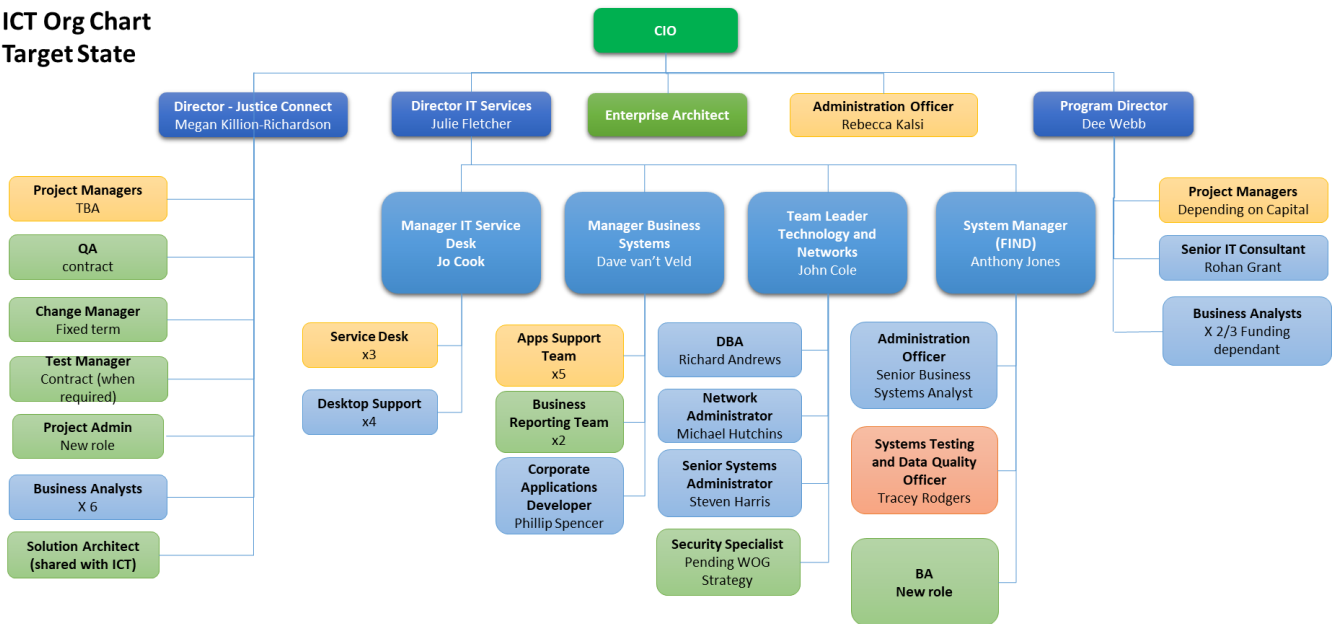 ICT Org Chart
Target State
CIO
Director - Justice Connect
Megan Killion-Richardson
Director IT Services
Julie Fletcher
Enterprise Architect
Administration Officer
Rebecca Kalsi
Program Director
Dee Webb
Project Managers
TBA
QA
contract
Change Manager
Fixed term
Test Manager
Contract (when
required)
Project Admin
New role
Business Analysts
X 6
Solution Architect
(shared with ICT)
Manager IT Service
Desk
Jo Cook
Service Desk
x3
Desktop Support
x4
Manager Business
Systems
Dave van’t Veld
Apps Support
Team
x5
Business
Reporting Team
x2
Corporate
Applications
Developer
Phillip Spencer
Team Leader
Technology and
Networks
John Cole
DBA
Richard Andrews
Network
Administrator
Michael Hutchins
Senior Systems
Administrator
Steven Harris
Security Specialist
Pending WOG
Strategy
System Manager
(FIND)
Anthony Jones
Administration
Officer
Senior Business
Systems Analyst
Systems Testing
and Data Quality
Officer
Tracey Rodgers
BA
New role
Project Managers
Depending on Capital
Senior IT Consultant
Rohan Grant
Business Analysts
X 2/3 Funding
dependant